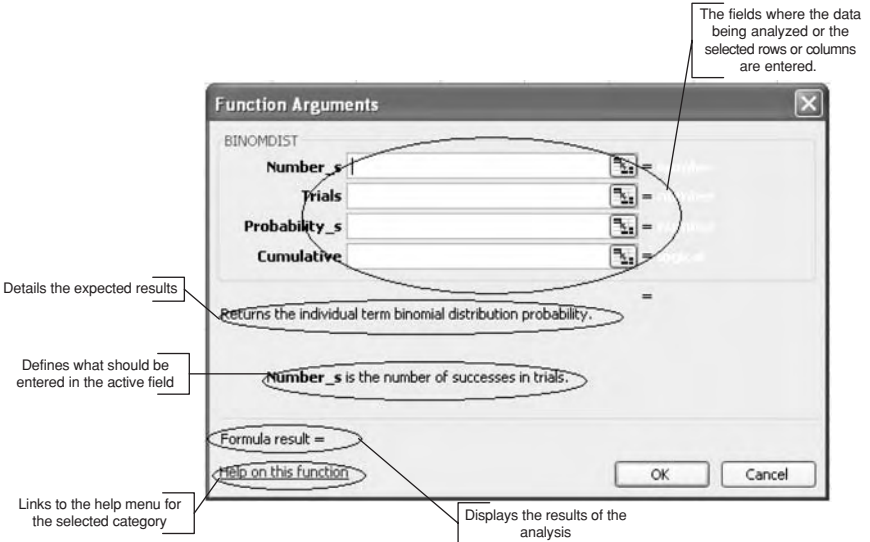 The fields where the data
being analyzed or the
selected rows or columns
are entered.
Function Arguments
BINOMDIST
Number_s =
Trials =
Probability_s =
Cumulative = logical
=
Details the expected results
Returns the individual term binomial distribution probability.
Defines what should be
entered in the active field
Number_s is the number of successes in trials.
Formula result =
Help on this function
OK
Cancel
Links to the help menu for
the selected category
Displays the results of the
analysis